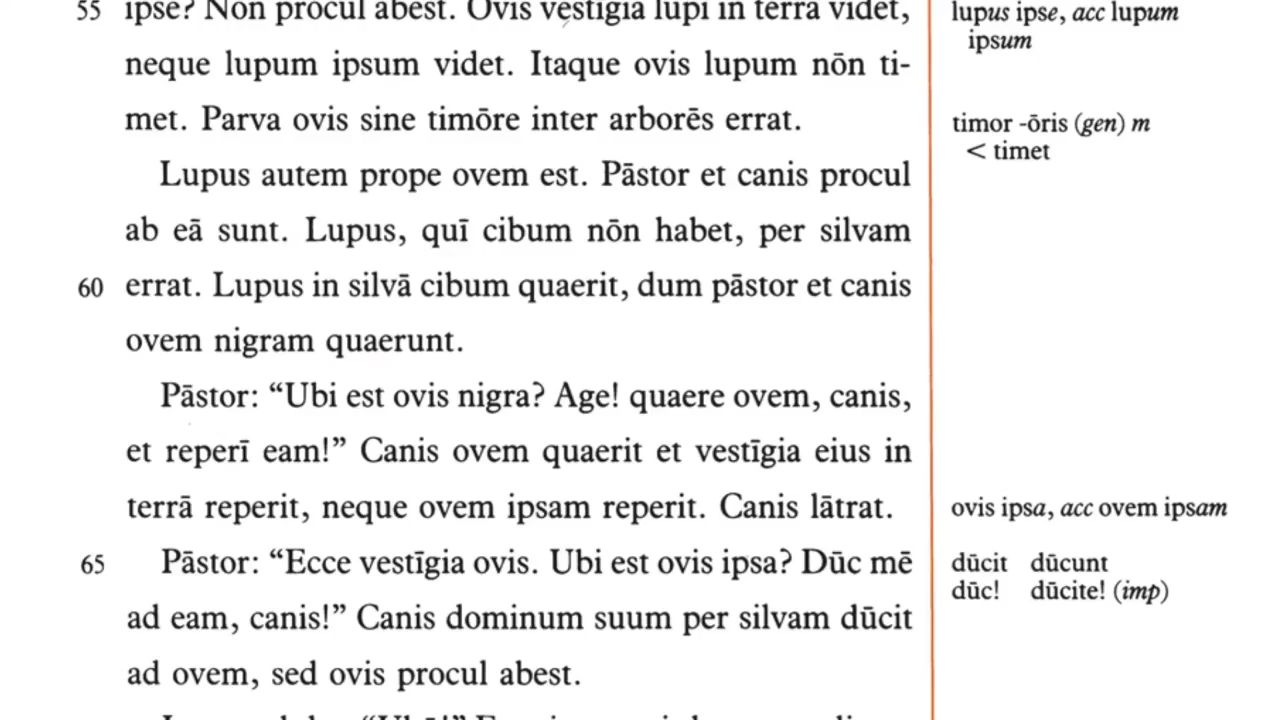 55 ipse? Nōn procul abest. Ovis vestīgia lupī in terrā videt,
neque lupum ipsum videt. Itaque ovis lupum nōn ti-
met. Parva ovis sine timōre inter arborēs errat.
Lupus autem prope ovem est. Pāstor et canis procul
ab eā sunt. Lupus, quī cibum nōn habet, per silvam
60 errat. Lupus in silvā cibum quaerit, dum pāstor et canis
ovem nigram quaerunt.
Pāstor: “Ubi est ovis nigra? Age! quaere ovem, canis,
et reperī eam!” Canis ovem quaerit et vestīgia eius in
terrā reperit, neque ovem ipsam reperit. Canis lātrat.
65 Pāstor: “Ecce vestīgia ovis. Ubi est ovis ipsa? Dūc mē
ad eam, canis!” Canis dominum suum per silvam dūcit
ad ovem, sed ovis procul abest.
lupus ipse, acc lupum
ipsum
timor -ōris (gen) m
< timet
ovis ipsa, acc ovem ipsam
dūcit dūcunt
dūc! dūcite! (imp)